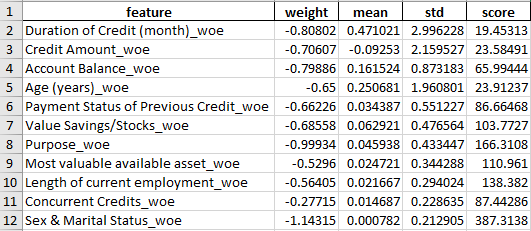 1 feature weight mean std score
2 Duration of Credit (month)_woe -0.80802 0.471021 2.996228 19.45313
3 Credit Amount_woe -0.70607 -0.09253 2.159527 23.58491
4 Account Balance_woe -0.79886 0.161524 0.873183 65.99444
5 Age (years)_woe -0.65 0.250681 1.960801 23.91237
6 Payment Status of Previous Credit_woe -0.66226 0.034387 0.551227 86.66468
7 Value Savings/Stocks_woe -0.68558 0.062921 0.476564 103.7727
8 Purpose_woe -0.99934 0.045938 0.433447 166.3108
9 Most valuable available asset_woe -0.5296 0.024721 0.344288 110.961
10 Length of current employment_woe -0.56405 0.021667 0.294024 138.382
11 Concurrent Credits_woe -0.27715 0.014687 0.228635 87.44286
12 Sex & Marital Status_woe -1.14315 0.000782 0.212905 387.3138